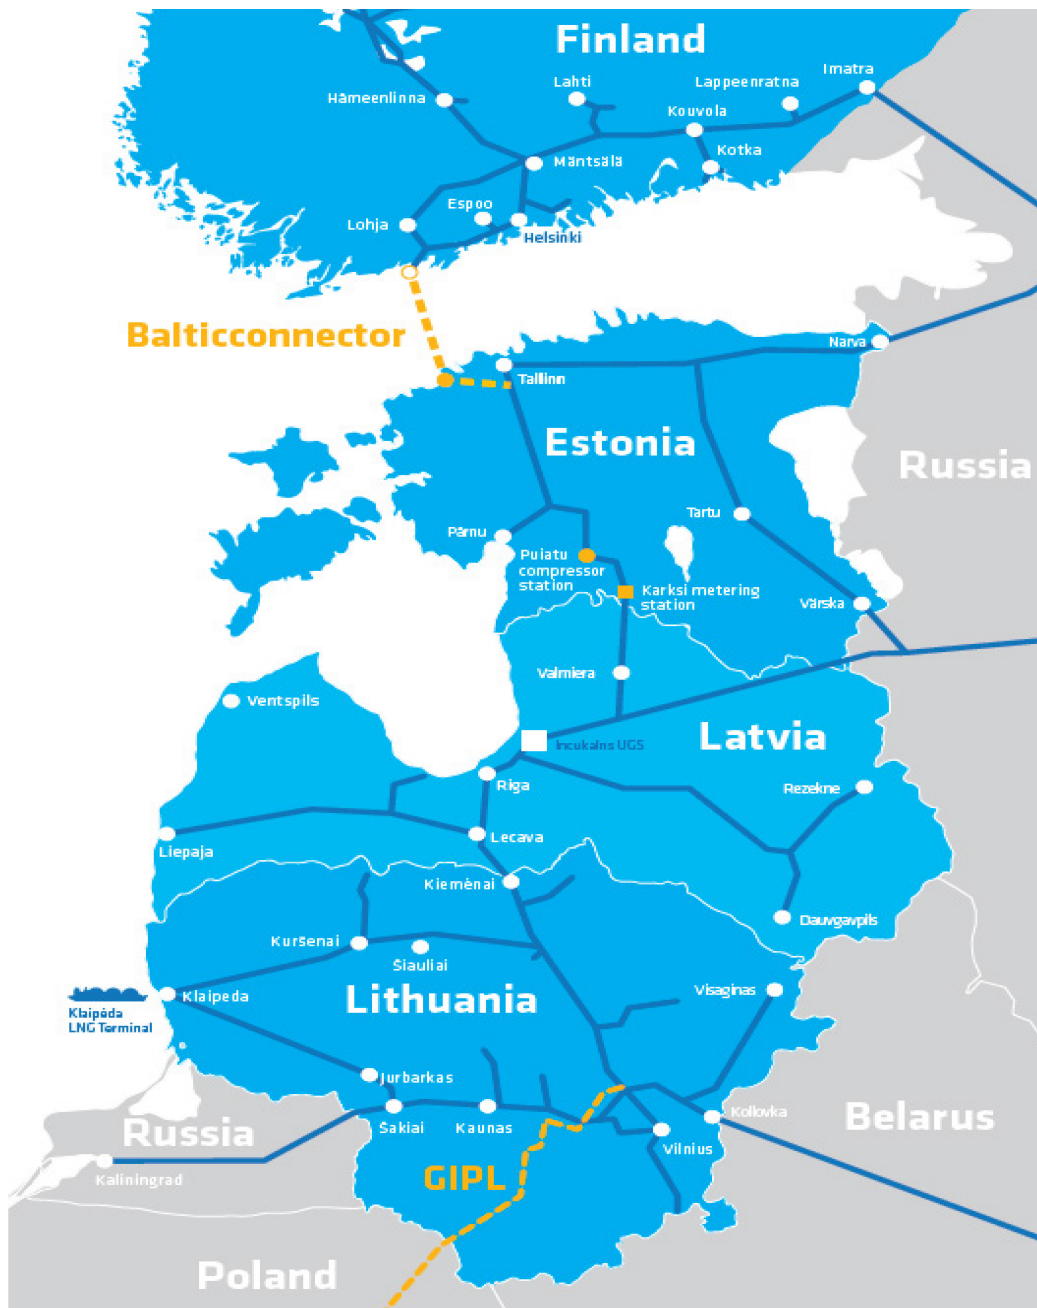 Finland
Imatra
Lappeenratna
Lahti
Hämeenlinna
Kouvola
Kotka
Mäntsälä
Espoo
Lohja
Helsinki
Balticconnector
Narva
Tallinn
Estonia
Russia
Tartu
Pärnu
Puiatu
compressor
station
Karksi metering
station
Värska
Valmiera
Ventspils
Latvia
Incukalns UGS
Riga
Rezekne
Lecava
Liepaja
Kiemėnai
Dauvgavpils
Kuršenai
Šiauliai
Visaginas
Klaipeda
Lithuania
Klaipėda
LNG Terminal
Jurbarkas
Šakiai
Kaunas
Kollovka
Belarus
Russia
Vilnius
Kaliningrad
GIPL
Poland